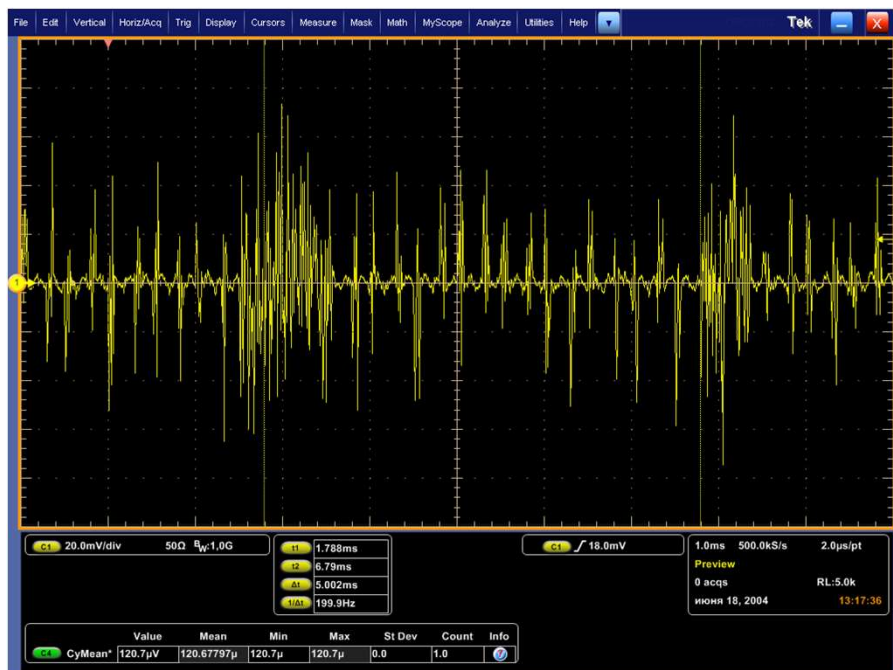 File Edit Vertical Horiz/Acq Trig Display Cursors Measure Mask Math MyScope Analyze Utilities Help Tek X
1
C1 20.0mV/div 50Ω BW:1,0G
t1 1.788ms
t2 6.79ms
Δt 5.002ms
1/Δt 199.9Hz
C1 18.0mV
1.0ms 500.0kS/s 2.0µs/pt
Preview
0 acqs RL:5.0k
июня 18, 2004 13:17:36
Value Mean Min Max St Dev Count Info
C4 CyMean* 120.7µV 120.67797µ 120.7µ 120.7µ 0.0 1.0